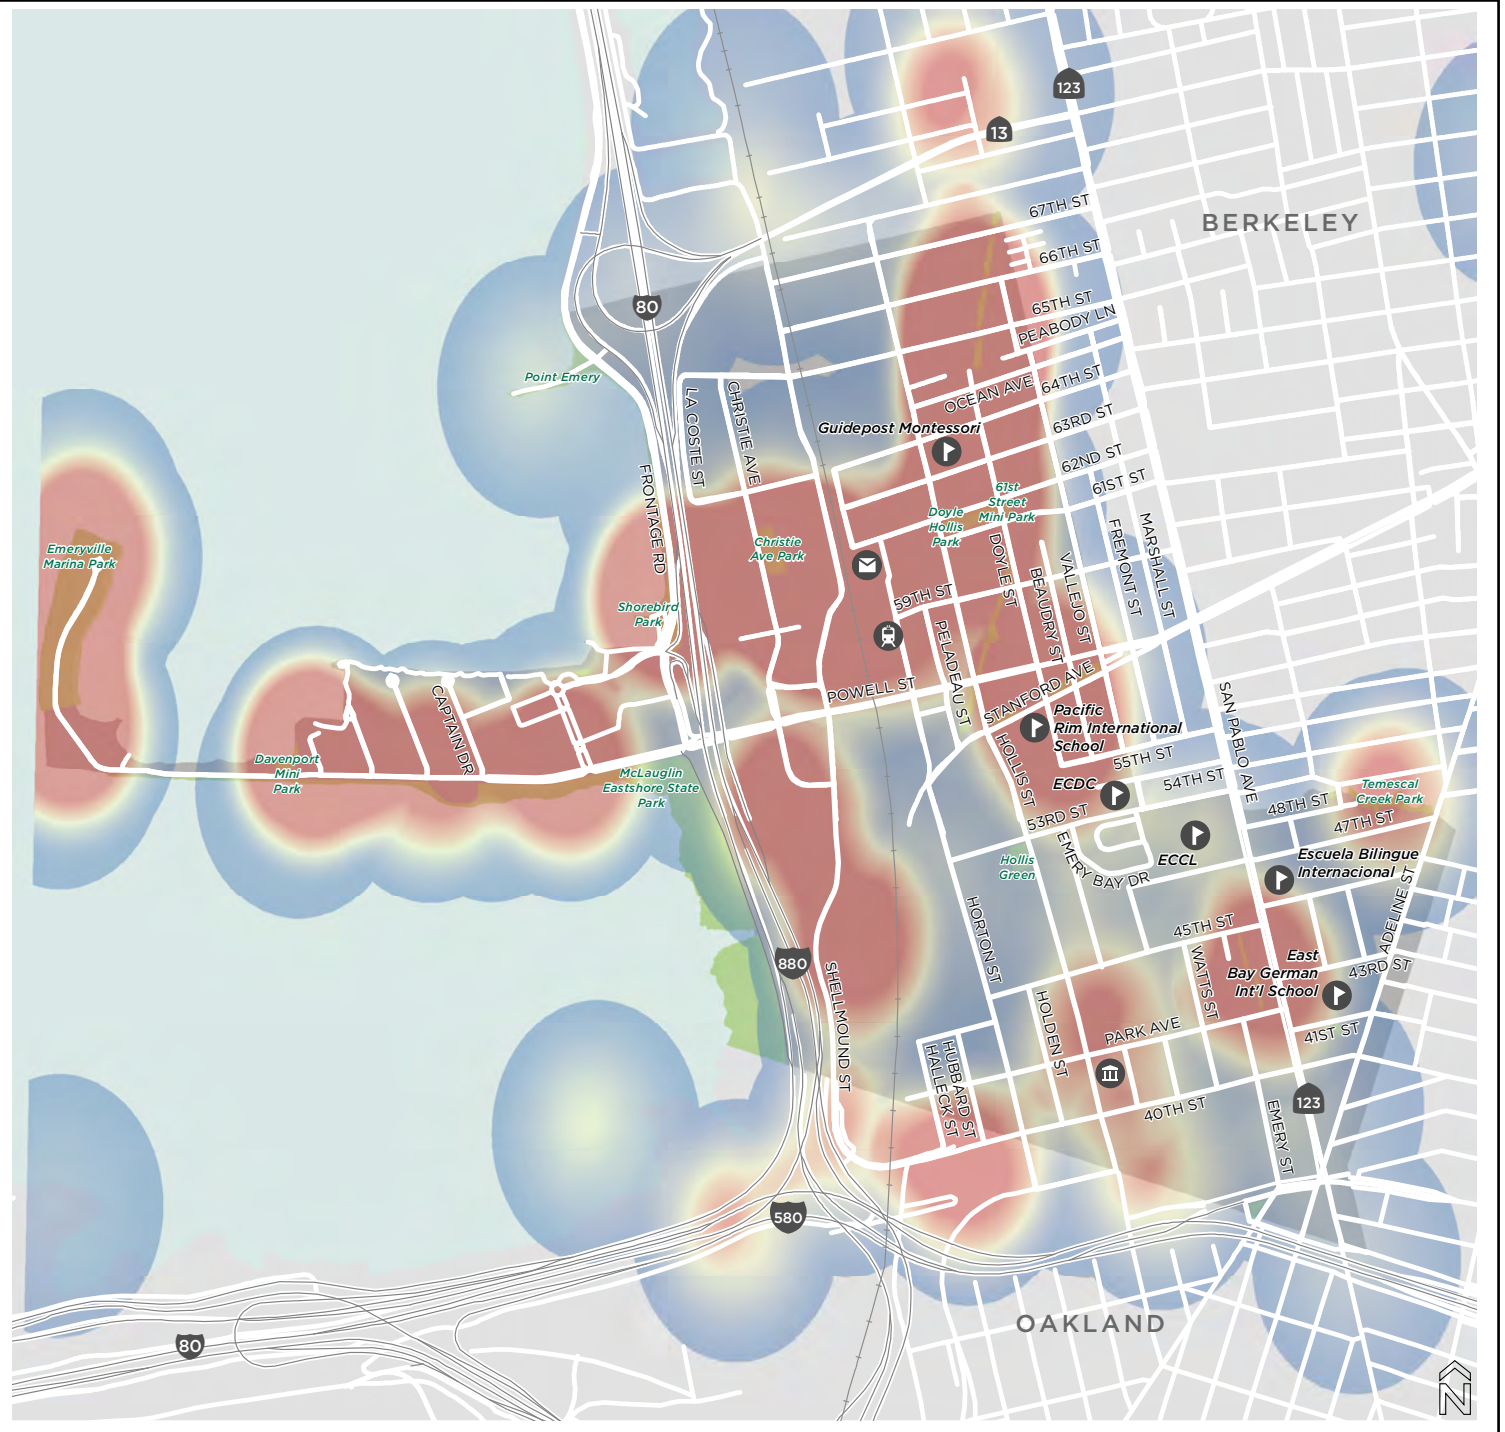 123
13
67TH ST
BERKELEY
66TH ST
80
65TH ST
PEABODY LN
Point Emery
64TH ST
OCEAN AVE
LA COSTE ST
CHRISTIE AVE
63RD ST
Guidepost Montessori
62ND ST
61ST ST
FRONTAGE RD
61st
Street
Mini Park
Doyle
Hollis
Park
Christie
Ave Park
Emeryville
Marina Park
FREMONT ST
MARSHALL ST
DOYLE ST
BEAUDRY ST
VALLEJO ST
59TH ST
Shorebird
Park
PELADEAU ST
POWELL ST
STANFORD AVE
CAPTAIN DR
SAN PABLO AVE
Pacific
Rim International
School
HOLLIS ST
55TH ST
Davenport
Mini
Park
McLaughlin
Eastshore State
Park
54TH ST
ECDC
Temescal
Creek Park
48TH ST
47TH ST
53RD ST
EMERY BAY DR
ECCL
Hollis
Green
Escuela Bilingue
Internacional
ADELINE ST
HORTON ST
45TH ST
WATTS ST
East
Bay German
Int'l School
43RD ST
880
SHELLMOUND ST
HOLDEN ST
PARK AVE
41ST ST
HUBBARD ST
HALLECK ST
40TH ST
EMERY ST
123
580
OAKLAND
80
N